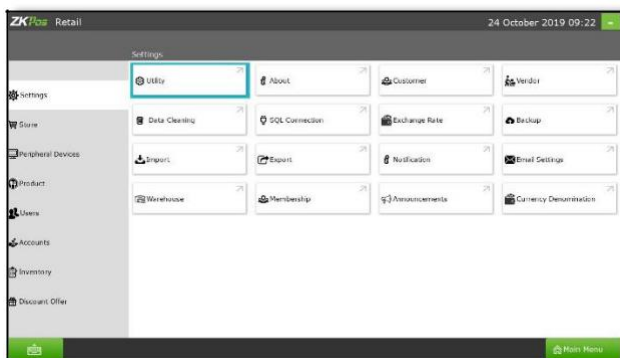 ZKPos Retail
24 October 2019 09:22
Settings
Utility
About
Customer
Vendor
Settings
Data Cleaning
SQL Connection
Exchange Rate
Backup
Store
Import
Export
Notification
Email Settings
Peripheral Devices
Product
Warehouse
Membership
Announcements
Currency Denomination
Users
Accounts
Inventory
Discount Offer
Main Menu